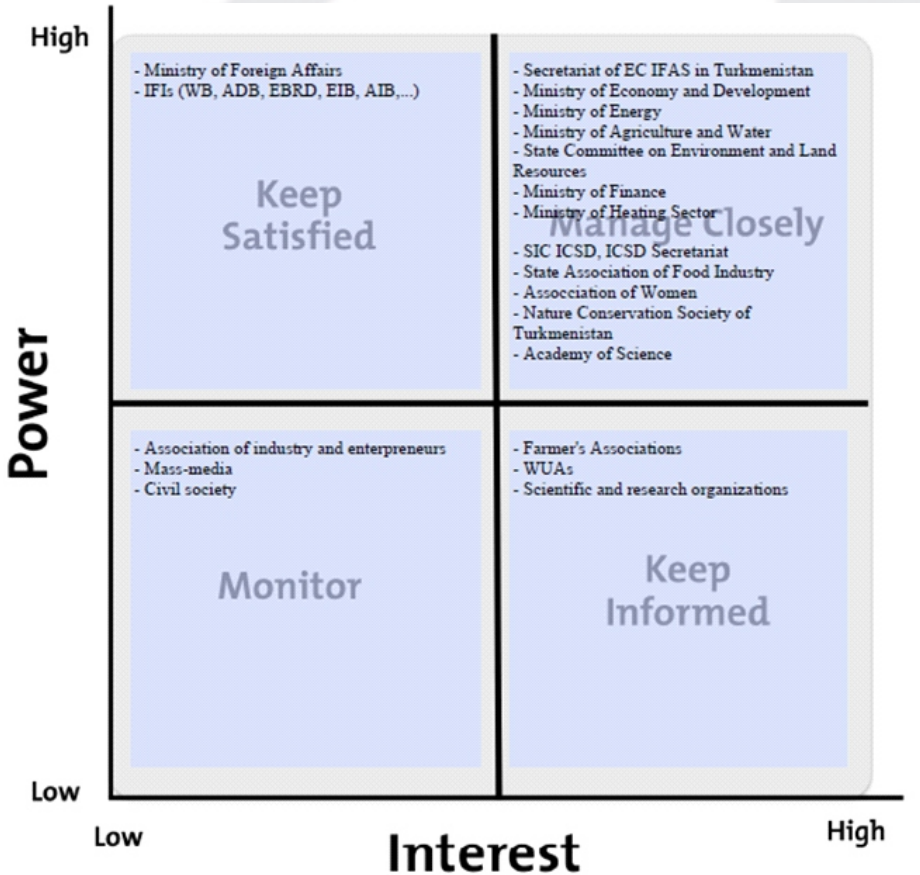 High
- Ministry of Foreign Affairs
- IFIs (WB, ADB, EBRD, EIB, AIB,...)
Keep
Satisfied
- Secretariat of EC IFAS in Turkmenistan
- Ministry of Economy and Development
- Ministry of Energy
- Ministry of Agriculture and Water
- State Committee on Environment and Land
Resources
- Ministry of Finance
- Ministry of Heating Sector
Manage Closely
- SIC ICSD, ICSD Secretariat
- State Association of Food Industry
- Assocciation of Women
- Nature Conservation Society of
Turkmenistan
- Academy of Science
Power
- Association of industry and enterpreneurs
- Mass-media
- Civil society
Monitor
- Farmer's Associations
- WUAs
- Scientific and research organizations
Keep
Informed
Low
Low
Interest
High